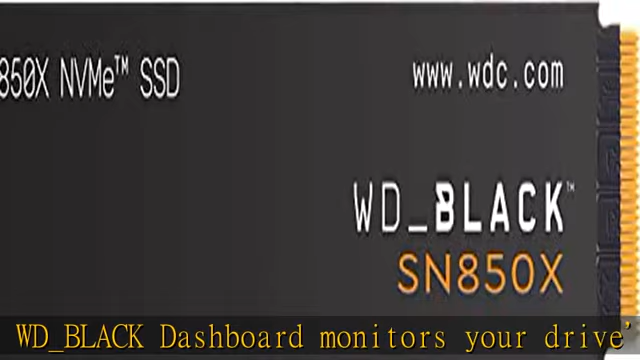 850X NVMe™ SSD
www.wdc.com
WD_BLACK™
SN850X
WD_BLACK Dashboard monitors your drive'